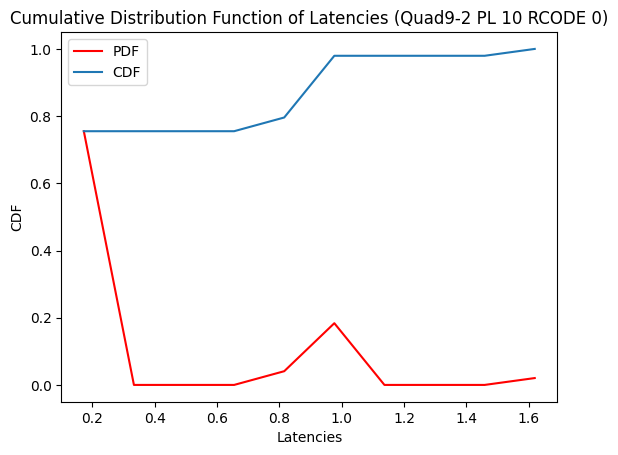 Cumulative Distribution Function of Latencies (Quad9-2 PL 10 RCODE 0)
PDF
CDF
1.0
0.8
0.6
0.4
0.2
0.0
CDF
0.2 0.4 0.6 0.8 1.0 1.2 1.4 1.6
Latencies